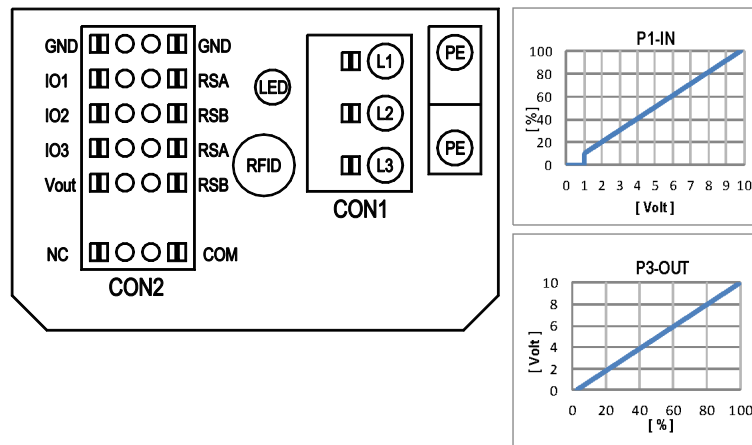 GND GND
IO1 RSA
IO2 RSB
IO3 RSA
Vout RSB
NC COM
CON2
LED
RFID
L1
L2
L3
CON1
PE
PE
P1-IN
100
80
60
40
20
0
[ % ]
0 1 2 3 4 5 6 7 8 9 10
[ Volt ]
P3-OUT
10
8
6
4
2
0
[ Volt ]
0 20 40 60 80 100
[ % ]